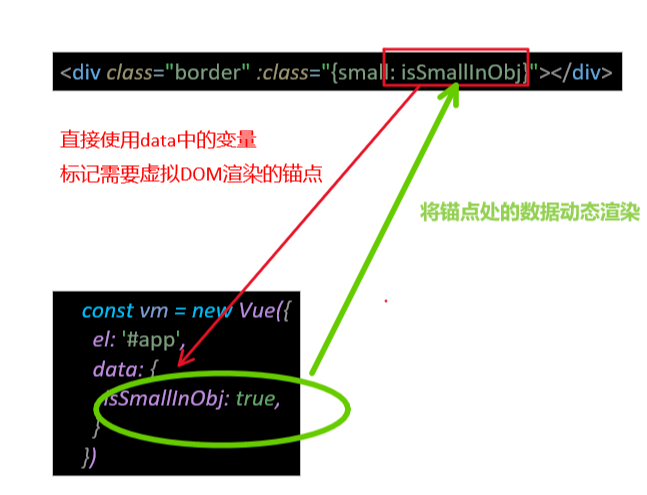 <div class="border" :class="{small: isSmallInObj}"></div>
直接使用data中的变量
标记需要虚拟DOM渲染的锚点
将锚点处的数据动态渲染
const vm = new Vue({
el: '#app',
data: {
isSmallInObj: true,
}
})